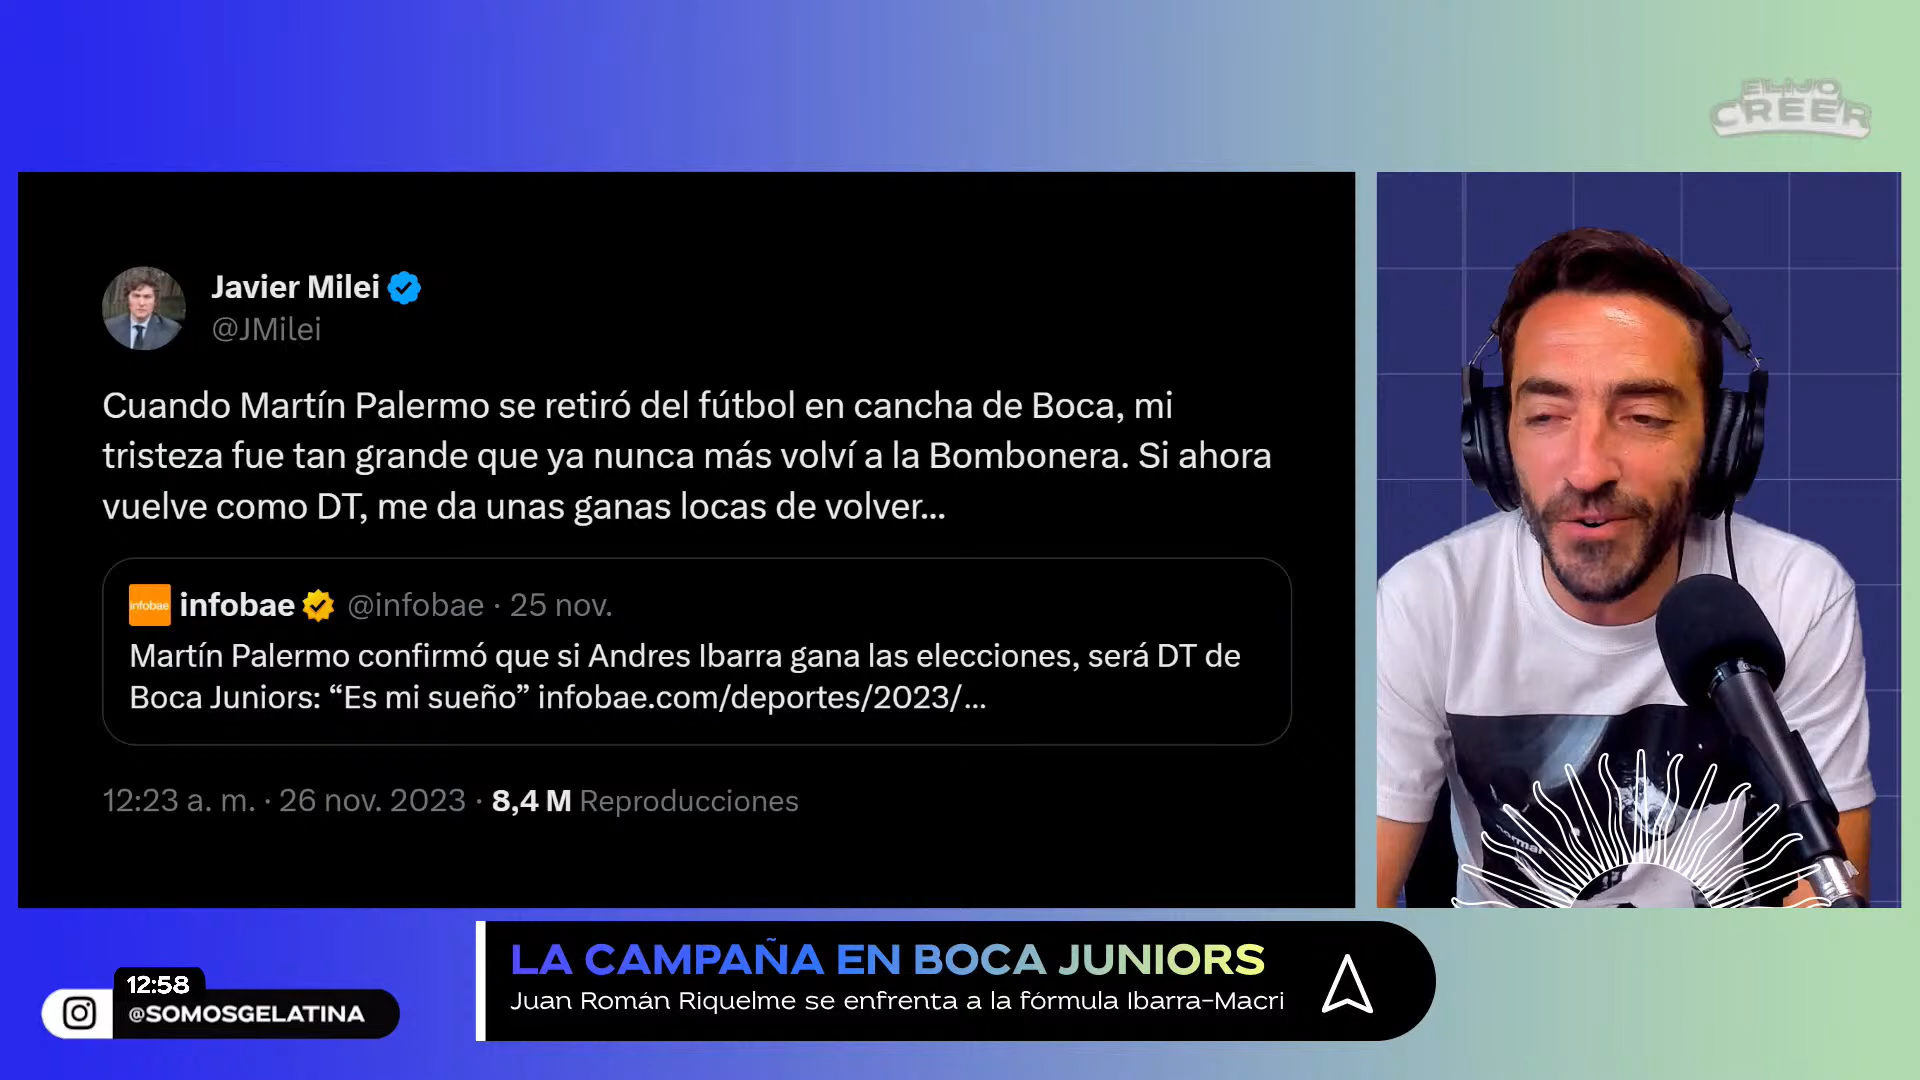 ELIJO
CREER
Javier Milei
@JMilei
Cuando Martín Palermo se retiró del fútbol en cancha de Boca, mi
tristeza fue tan grande que ya nunca más volví a la Bombonera. Si ahora
vuelve como DT, me da unas ganas locas de volver...
infobae
infobae @infobae · 25 nov.
Martín Palermo confirmó que si Andres Ibarra gana las elecciones, será DT de
Boca Juniors: “Es mi sueño” infobae.com/deportes/2023/...
12:23 a. m. · 26 nov. 2023 · 8,4 M Reproducciones
LA CAMPAÑA EN BOCA JUNIORS
Juan Román Riquelme se enfrenta a la fórmula Ibarra-Macri
12:58
@SOMOSGELATINA